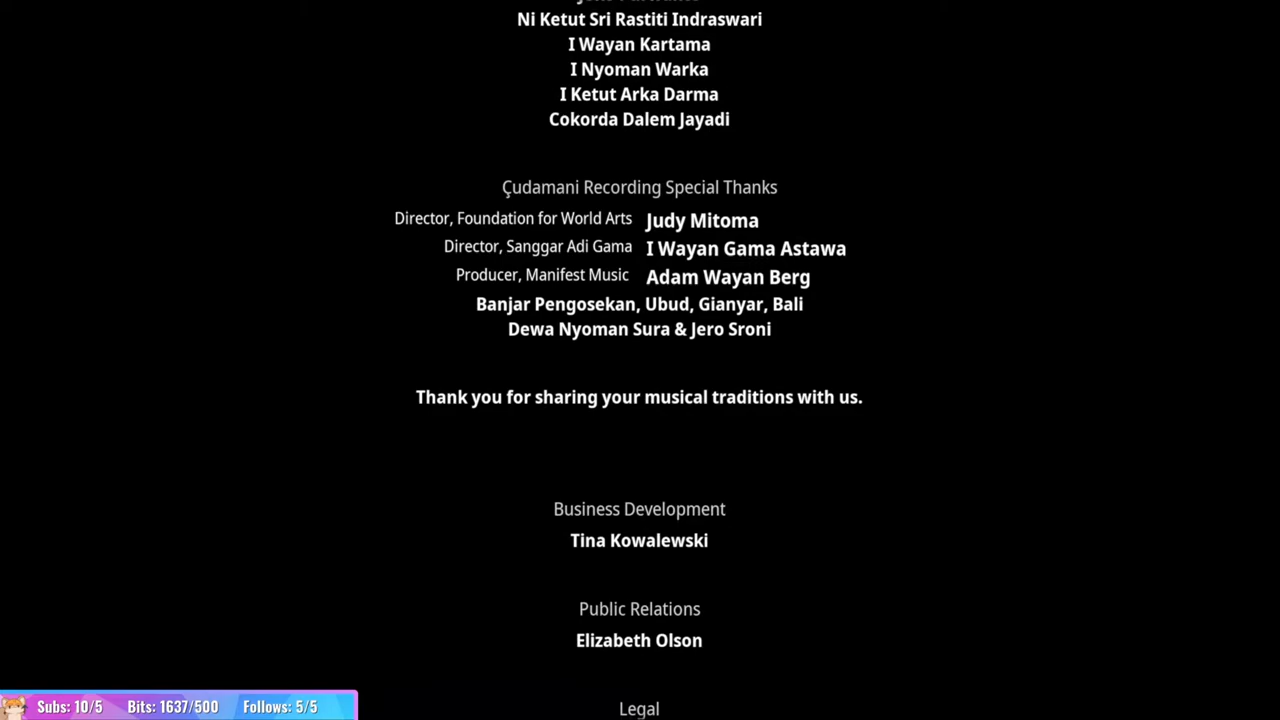 Ni Ketut Sri Rastiti Indraswari
I Wayan Kartama
I Nyoman Warka
I Ketut Arka Darma
Cokorda Dalem Jayadi
Çudamani Recording Special Thanks
Director, Foundation for World Arts Judy Mitoma
Director, Sanggar Adi Gama I Wayan Gama Astawa
Producer, Manifest Music Adam Wayan Berg
Banjar Pengosekan, Ubud, Gianyar, Bali
Dewa Nyoman Sura & Jero Sroni
Thank you for sharing your musical traditions with us.
Business Development
Tina Kowalewski
Public Relations
Elizabeth Olson
Legal
Subs: 10/5 Bits: 1637/500 Follows: 5/5